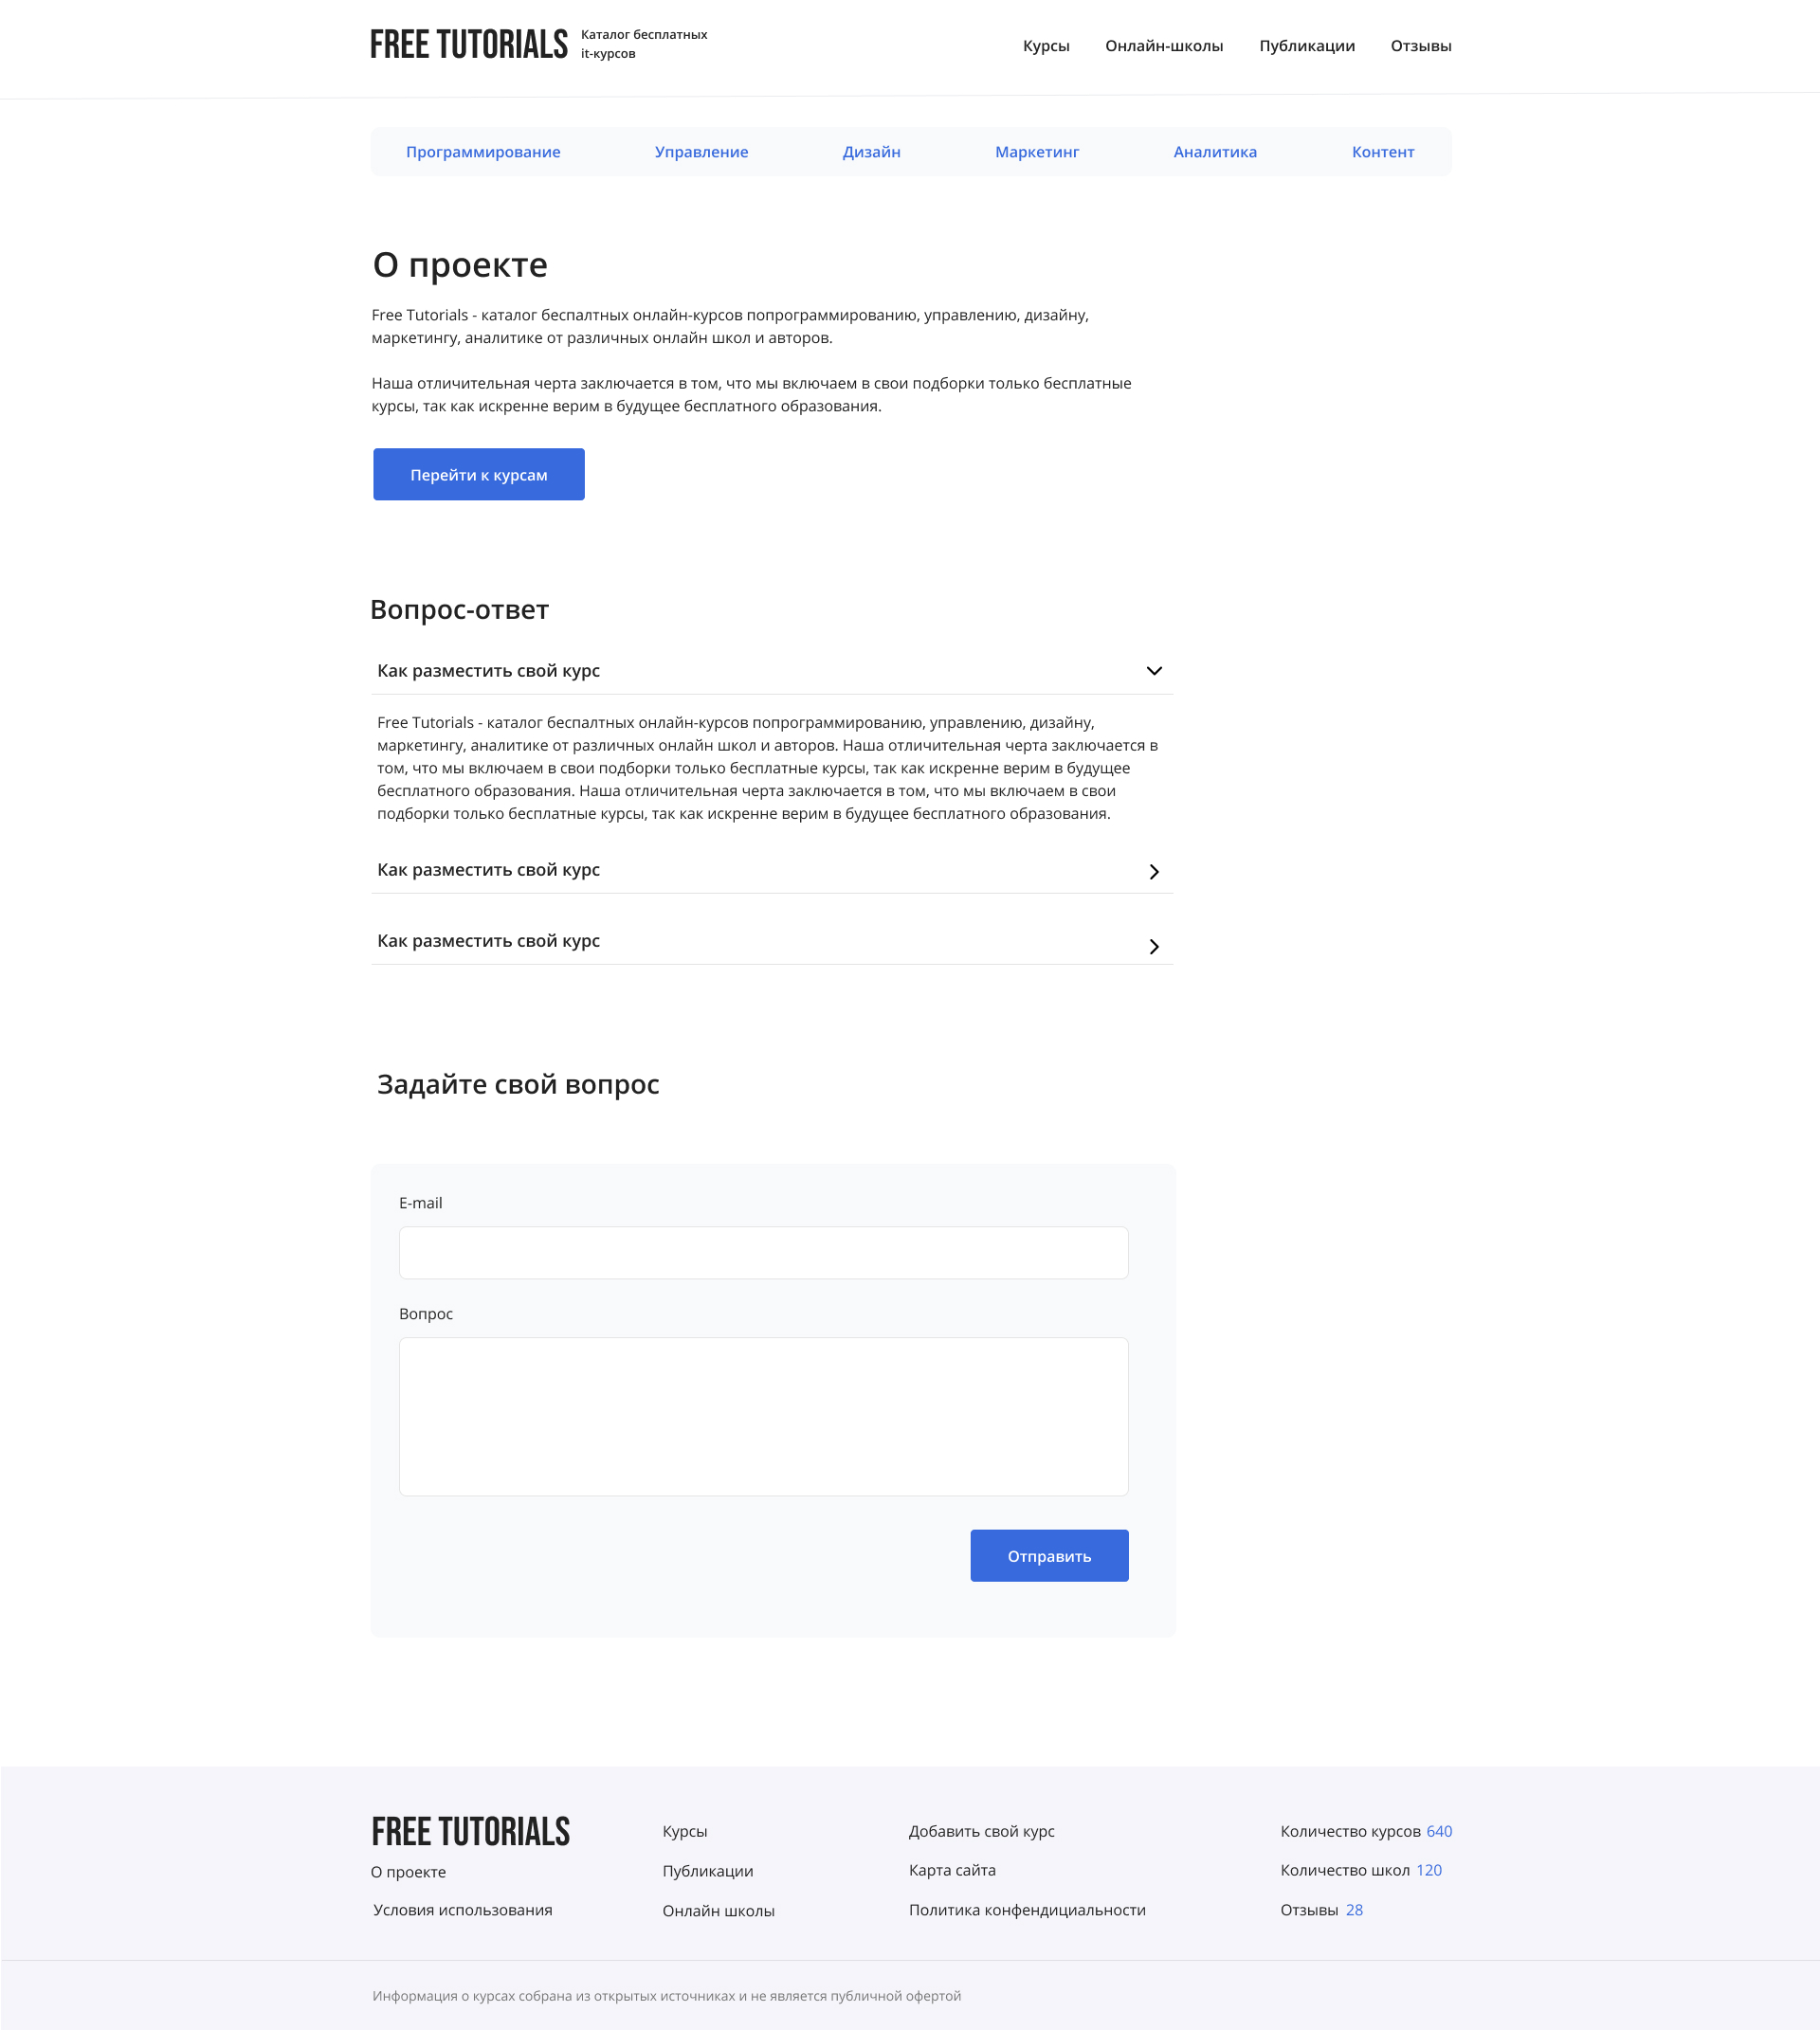 FREE TUTORIALS
Каталог бесплатных
it-курсов
Курсы
Онлайн-школы
Публикации
Отзывы
Программирование
Управление
Дизайн
Маркетинг
Аналитика
Контент
О проекте
Free Tutorials - каталог беспалтных онлайн-курсов попрограммированию, управлению, дизайну,
маркетингу, аналитике от различных онлайн школ и авторов.
Наша отличительная черта заключается в том, что мы включаем в свои подборки только бесплатные
курсы, так как искренне верим в будущее бесплатного образования.
Перейти к курсам
Вопрос-ответ
Как разместить свой курс
Free Tutorials - каталог беспалтных онлайн-курсов попрограммированию, управлению, дизайну,
маркетингу, аналитике от различных онлайн школ и авторов. Наша отличительная черта заключается в
том, что мы включаем в свои подборки только бесплатные курсы, так как искренне верим в будущее
бесплатного образования. Наша отличительная черта заключается в том, что мы включаем в свои
подборки только бесплатные курсы, так как искренне верим в будущее бесплатного образования.
Как разместить свой курс
Как разместить свой курс
Задайте свой вопрос
E-mail
Вопрос
Отправить
FREE TUTORIALS
О проекте
Условия использования
Курсы
Публикации
Онлайн школы
Добавить свой курс
Карта сайта
Политика конфендициальности
Количество курсов 640
Количество школ 120
Отзывы 28
Информация о курсах собрана из открытых источниках и не является публичной офертой